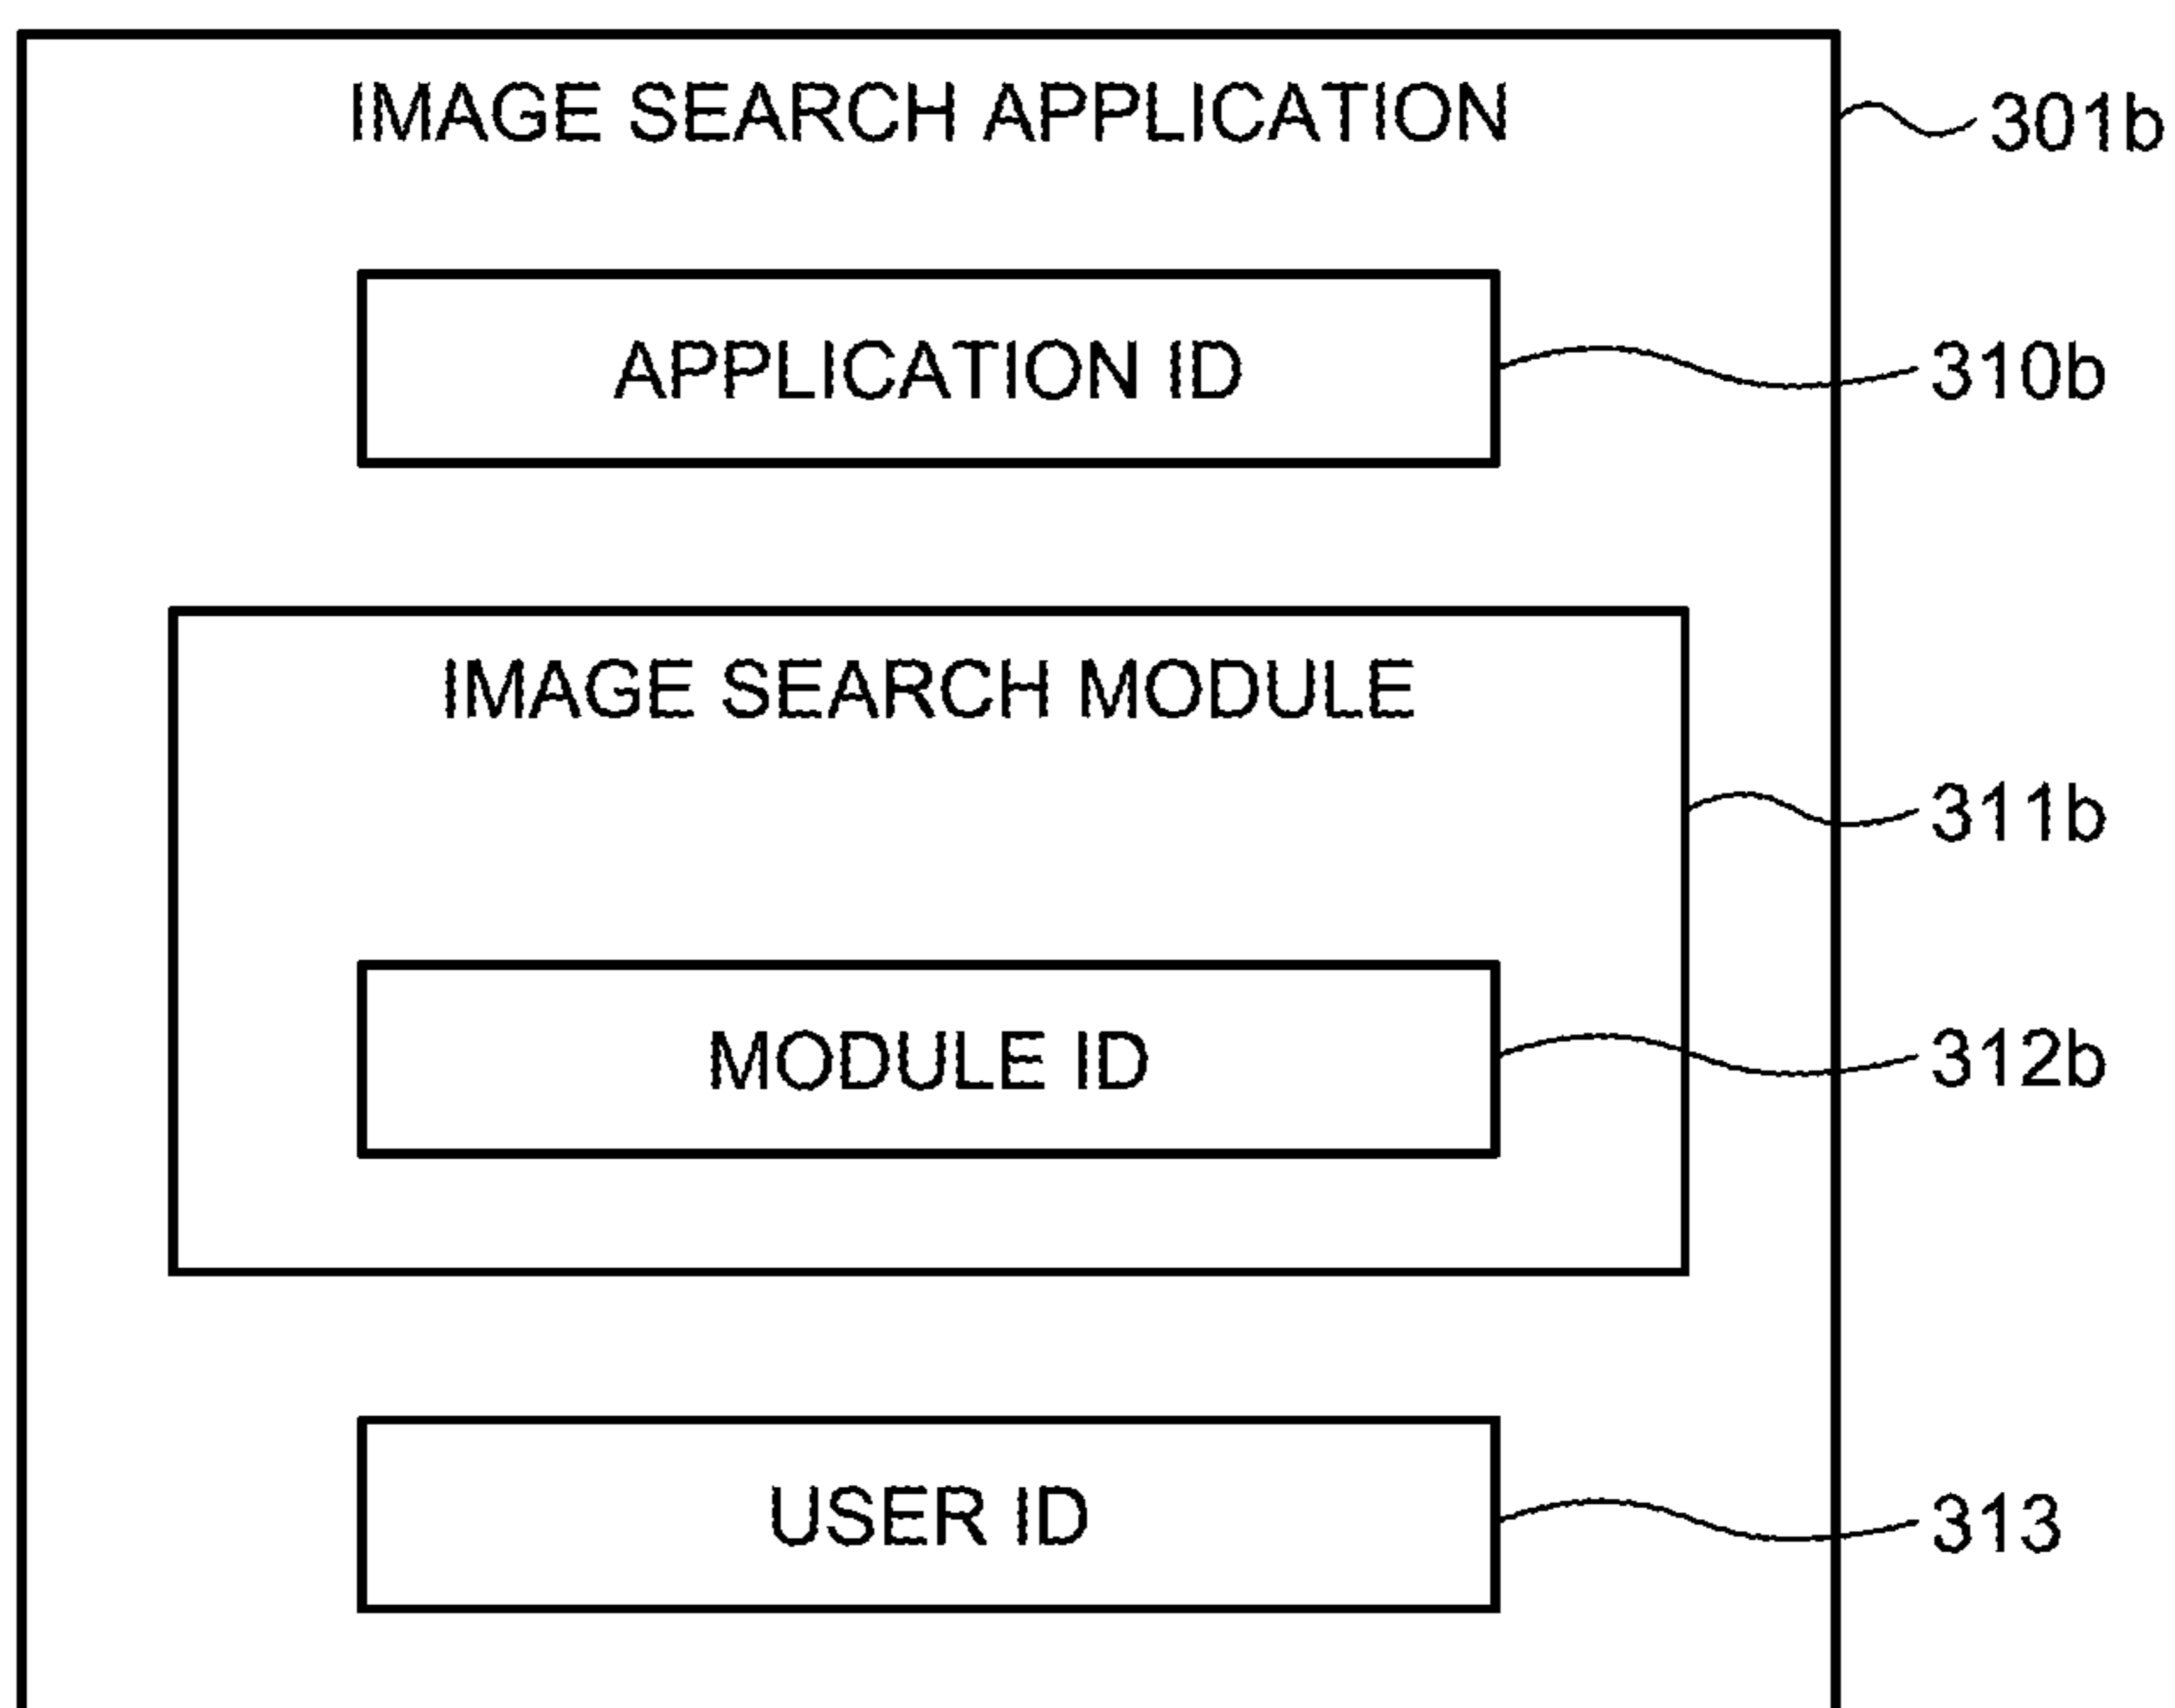 IMAGE SEARCH APPLICATION
301b
APPLICATION ID
310b
IMAGE SEARCH MODULE
311b
MODULE ID
312b
USER ID
313